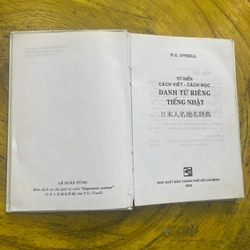 LÊ XUÂN TÙNG
P.G. O'NEILL
TỪ ĐIỂN
CÁCH VIẾT - CÁCH ĐỌC
DANH TỪ RIÊNG
TIẾNG NHẬT
日本人名地名辞典
NHÀ XUẤT BẢN THÀNH PHỐ HỒ CHÍ MINH